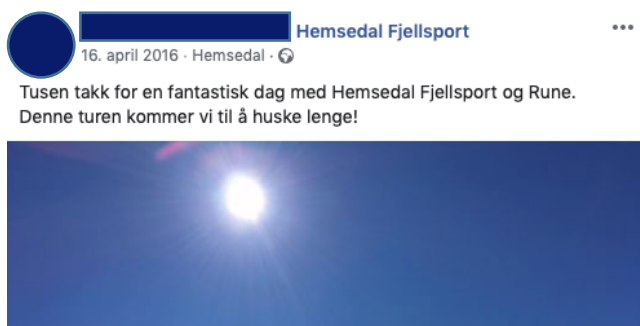 Hemsedal Fjellsport
16. april 2016 · Hemsedal ·
Tusen takk for en fantastisk dag med Hemsedal Fjellsport og Rune.
Denne turen kommer vi til å huske lenge!